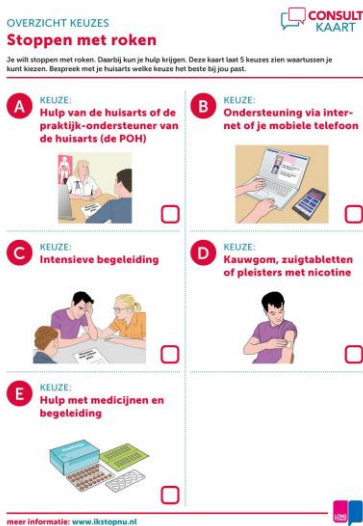 OVERZICHT KEUZES
Stoppen met roken
CONSULT
KAART
Je wilt stoppen met roken. Daarbij kun je hulp krijgen. Deze kaart laat 5 keuzes zien waartussen je
kunt kiezen. Bespreek met je huisarts welke keuze het beste bij jou past.
A
KEUZE:
Hulp van de huisarts of de
praktijk-ondersteuner van
de huisarts (de POH)
B
KEUZE:
Ondersteuning via inter-
net of je mobiele telefoon
C
KEUZE:
Intensieve begeleiding
D
KEUZE:
Kauwgom, zuigtabletten
of pleisters met nicotine
E
KEUZE:
Hulp met medicijnen en
begeleiding
meer informatie: www.ikstopnu.nl